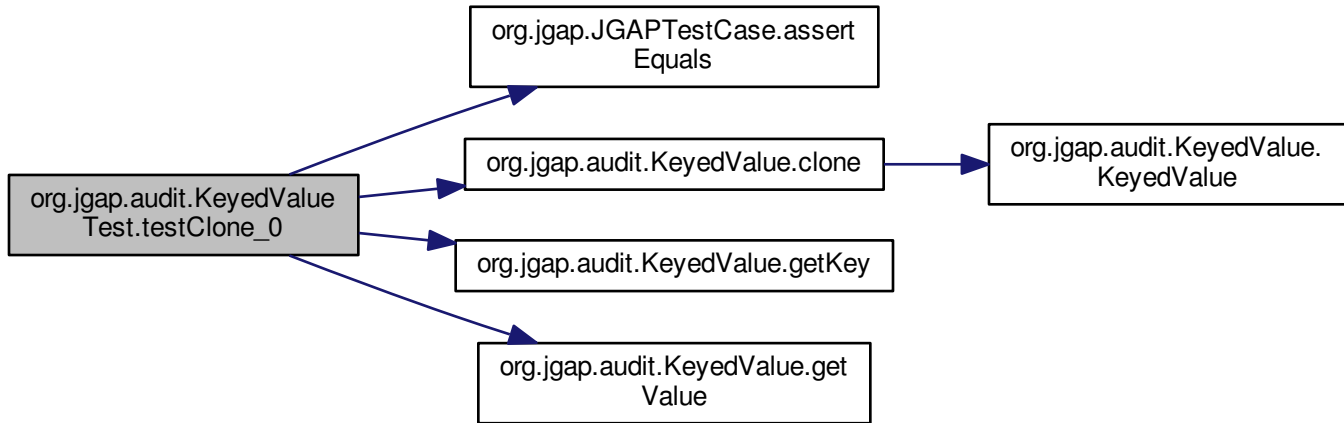 org.jgap.JGAPTestCase.assert
Equals
org.jgap.audit.KeyedValue.clone
org.jgap.audit.KeyedValue.
KeyedValue
org.jgap.audit.KeyedValue
Test.testClone_0
org.jgap.audit.KeyedValue.getKey
org.jgap.audit.KeyedValue.get
Value